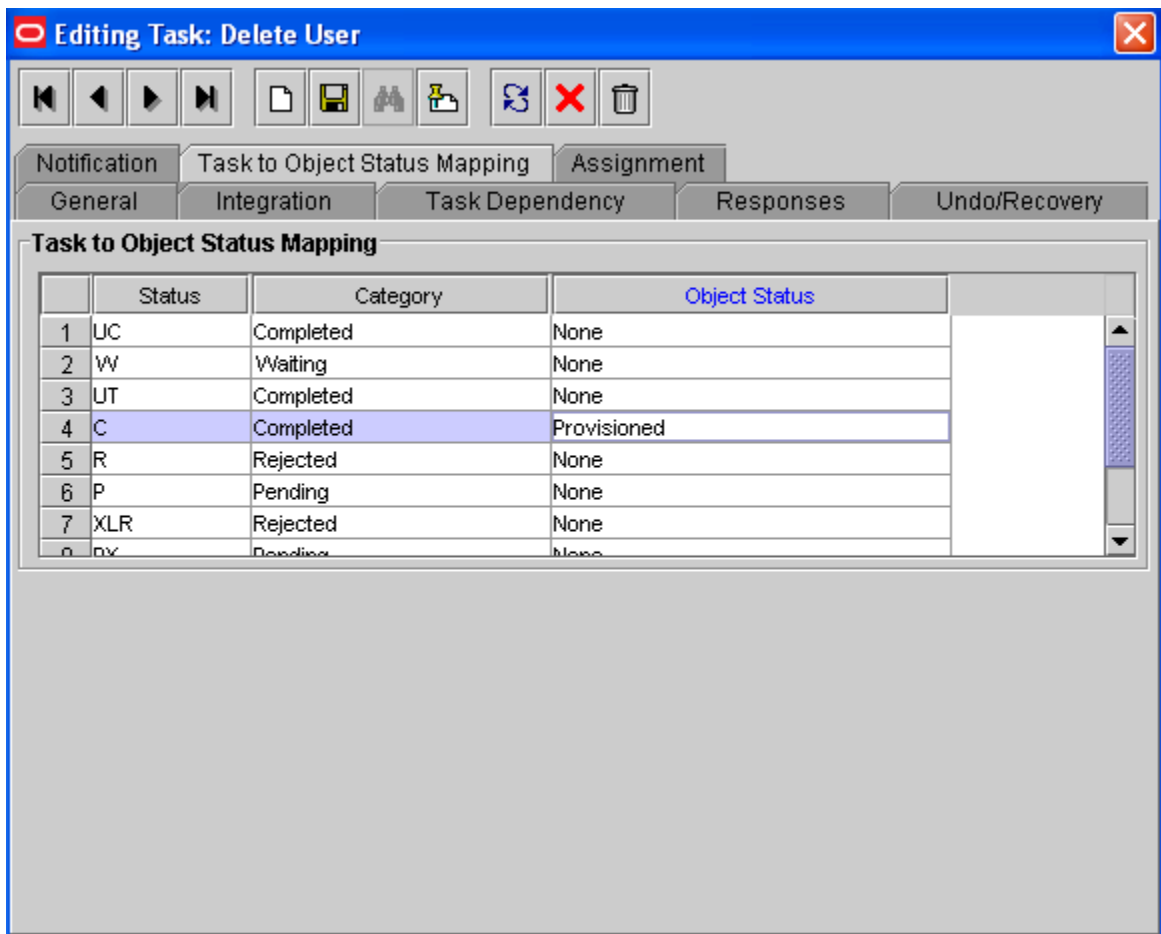 Editing Task: Delete User
Notification Task to Object Status Mapping Assignment
General Integration Task Dependency Responses Undo/Recovery
Task to Object Status Mapping
Status Category Object Status
1 UC Completed None
2 W Waiting None
3 UT Completed None
4 C Completed Provisioned
5 R Rejected None
6 P Pending None
7 XLR Rejected None